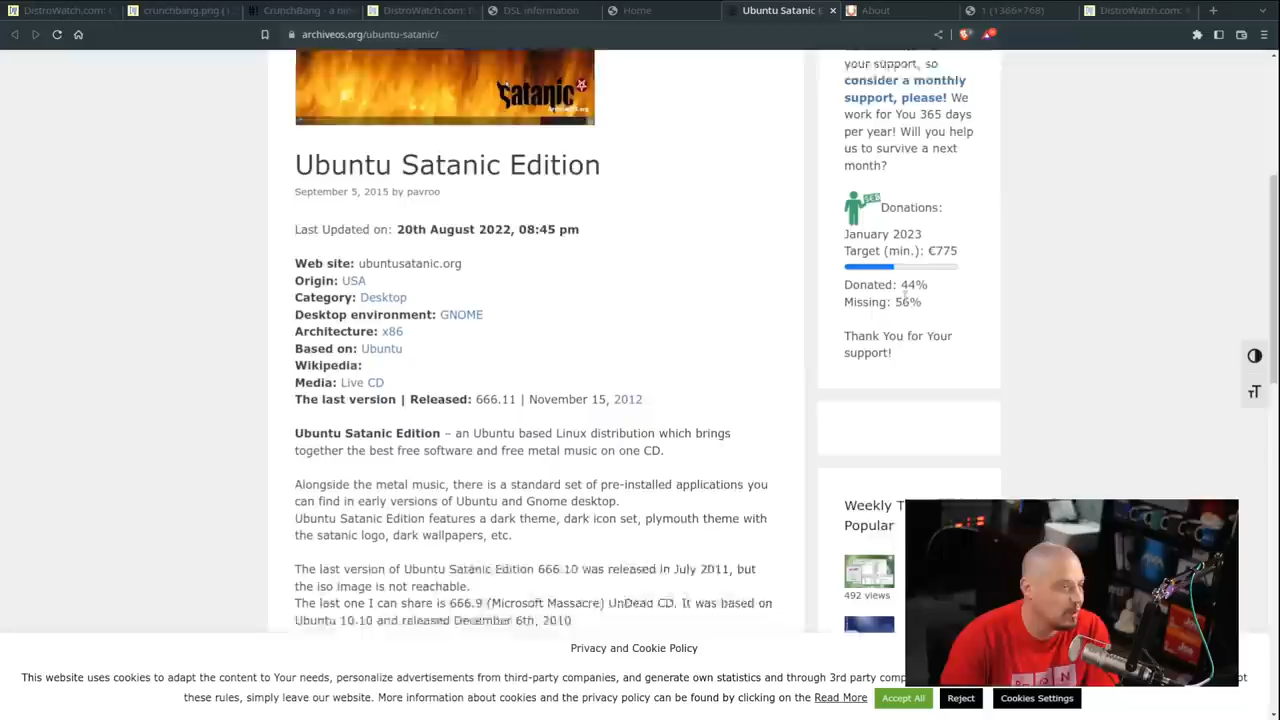 DistroWatch.com:
crunchbang.png (1
CrunchBang - a nim
DistroWatch.com: D
DSL information
Home
Ubuntu Satanic E
About
1 (1366×768)
DistroWatch.com:
archiveos.org/ubuntu-satanic/
Satanic
Ubuntu Satanic Edition
September 5, 2015 by pavroo
Last Updated on: 20th August 2022, 08:45 pm
Web site: ubuntusatanic.org
Origin: USA
Category: Desktop
Desktop environment: GNOME
Architecture: x86
Based on: Ubuntu
Wikipedia:
Media: Live CD
The last version | Released: 666.11 | November 15, 2012
Ubuntu Satanic Edition – an Ubuntu based Linux distribution which brings
together the best free software and free metal music on one CD.
Alongside the metal music, there is a standard set of pre-installed applications you
can find in early versions of Ubuntu and Gnome desktop.
Ubuntu Satanic Edition features a dark theme, dark icon set, plymouth theme with
the satanic logo, dark wallpapers, etc.
The last version of Ubuntu Satanic Edition 666.10 was released in July 2011, but
the iso image is not reachable.
The last one I can share is 666.9 (Microsoft Massacre) UnDead CD. It was based on
Ubuntu 10.10 and released December 6th, 2010
your support, so
consider a monthly
support, please! We
work for You 365 days
per year! Will you help
us to survive a next
month?
Donations:
January 2023
Target (min.): €775
Donated: 44%
Missing: 56%
Thank You for Your
support!
Weekly T
Popular
492 views
Privacy and Cookie Policy
This website uses cookies to adapt the content to Your needs, personalize advertisements from third-party companies, and generate own statistics and through 3rd party comp
these rules, simply leave our website. More information about cookies and the privacy policy can be found by clicking on the Read More Accept All Reject Cookies Settings